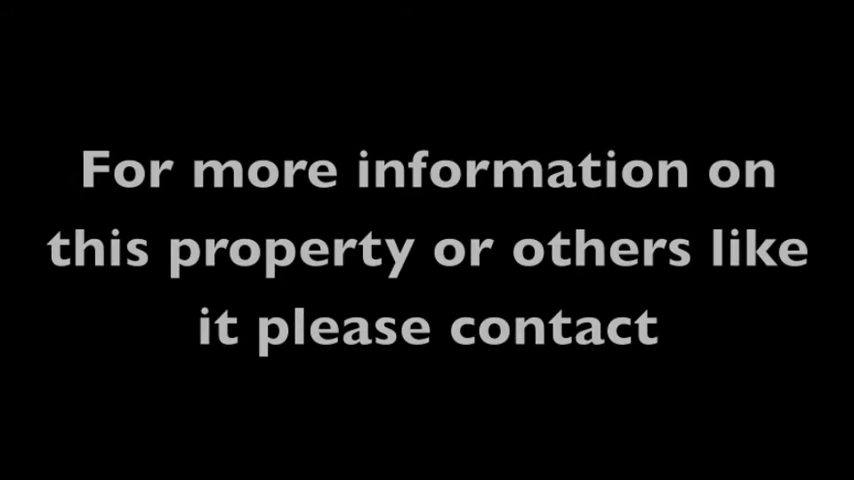 For more information on
this property or others like
it please contact